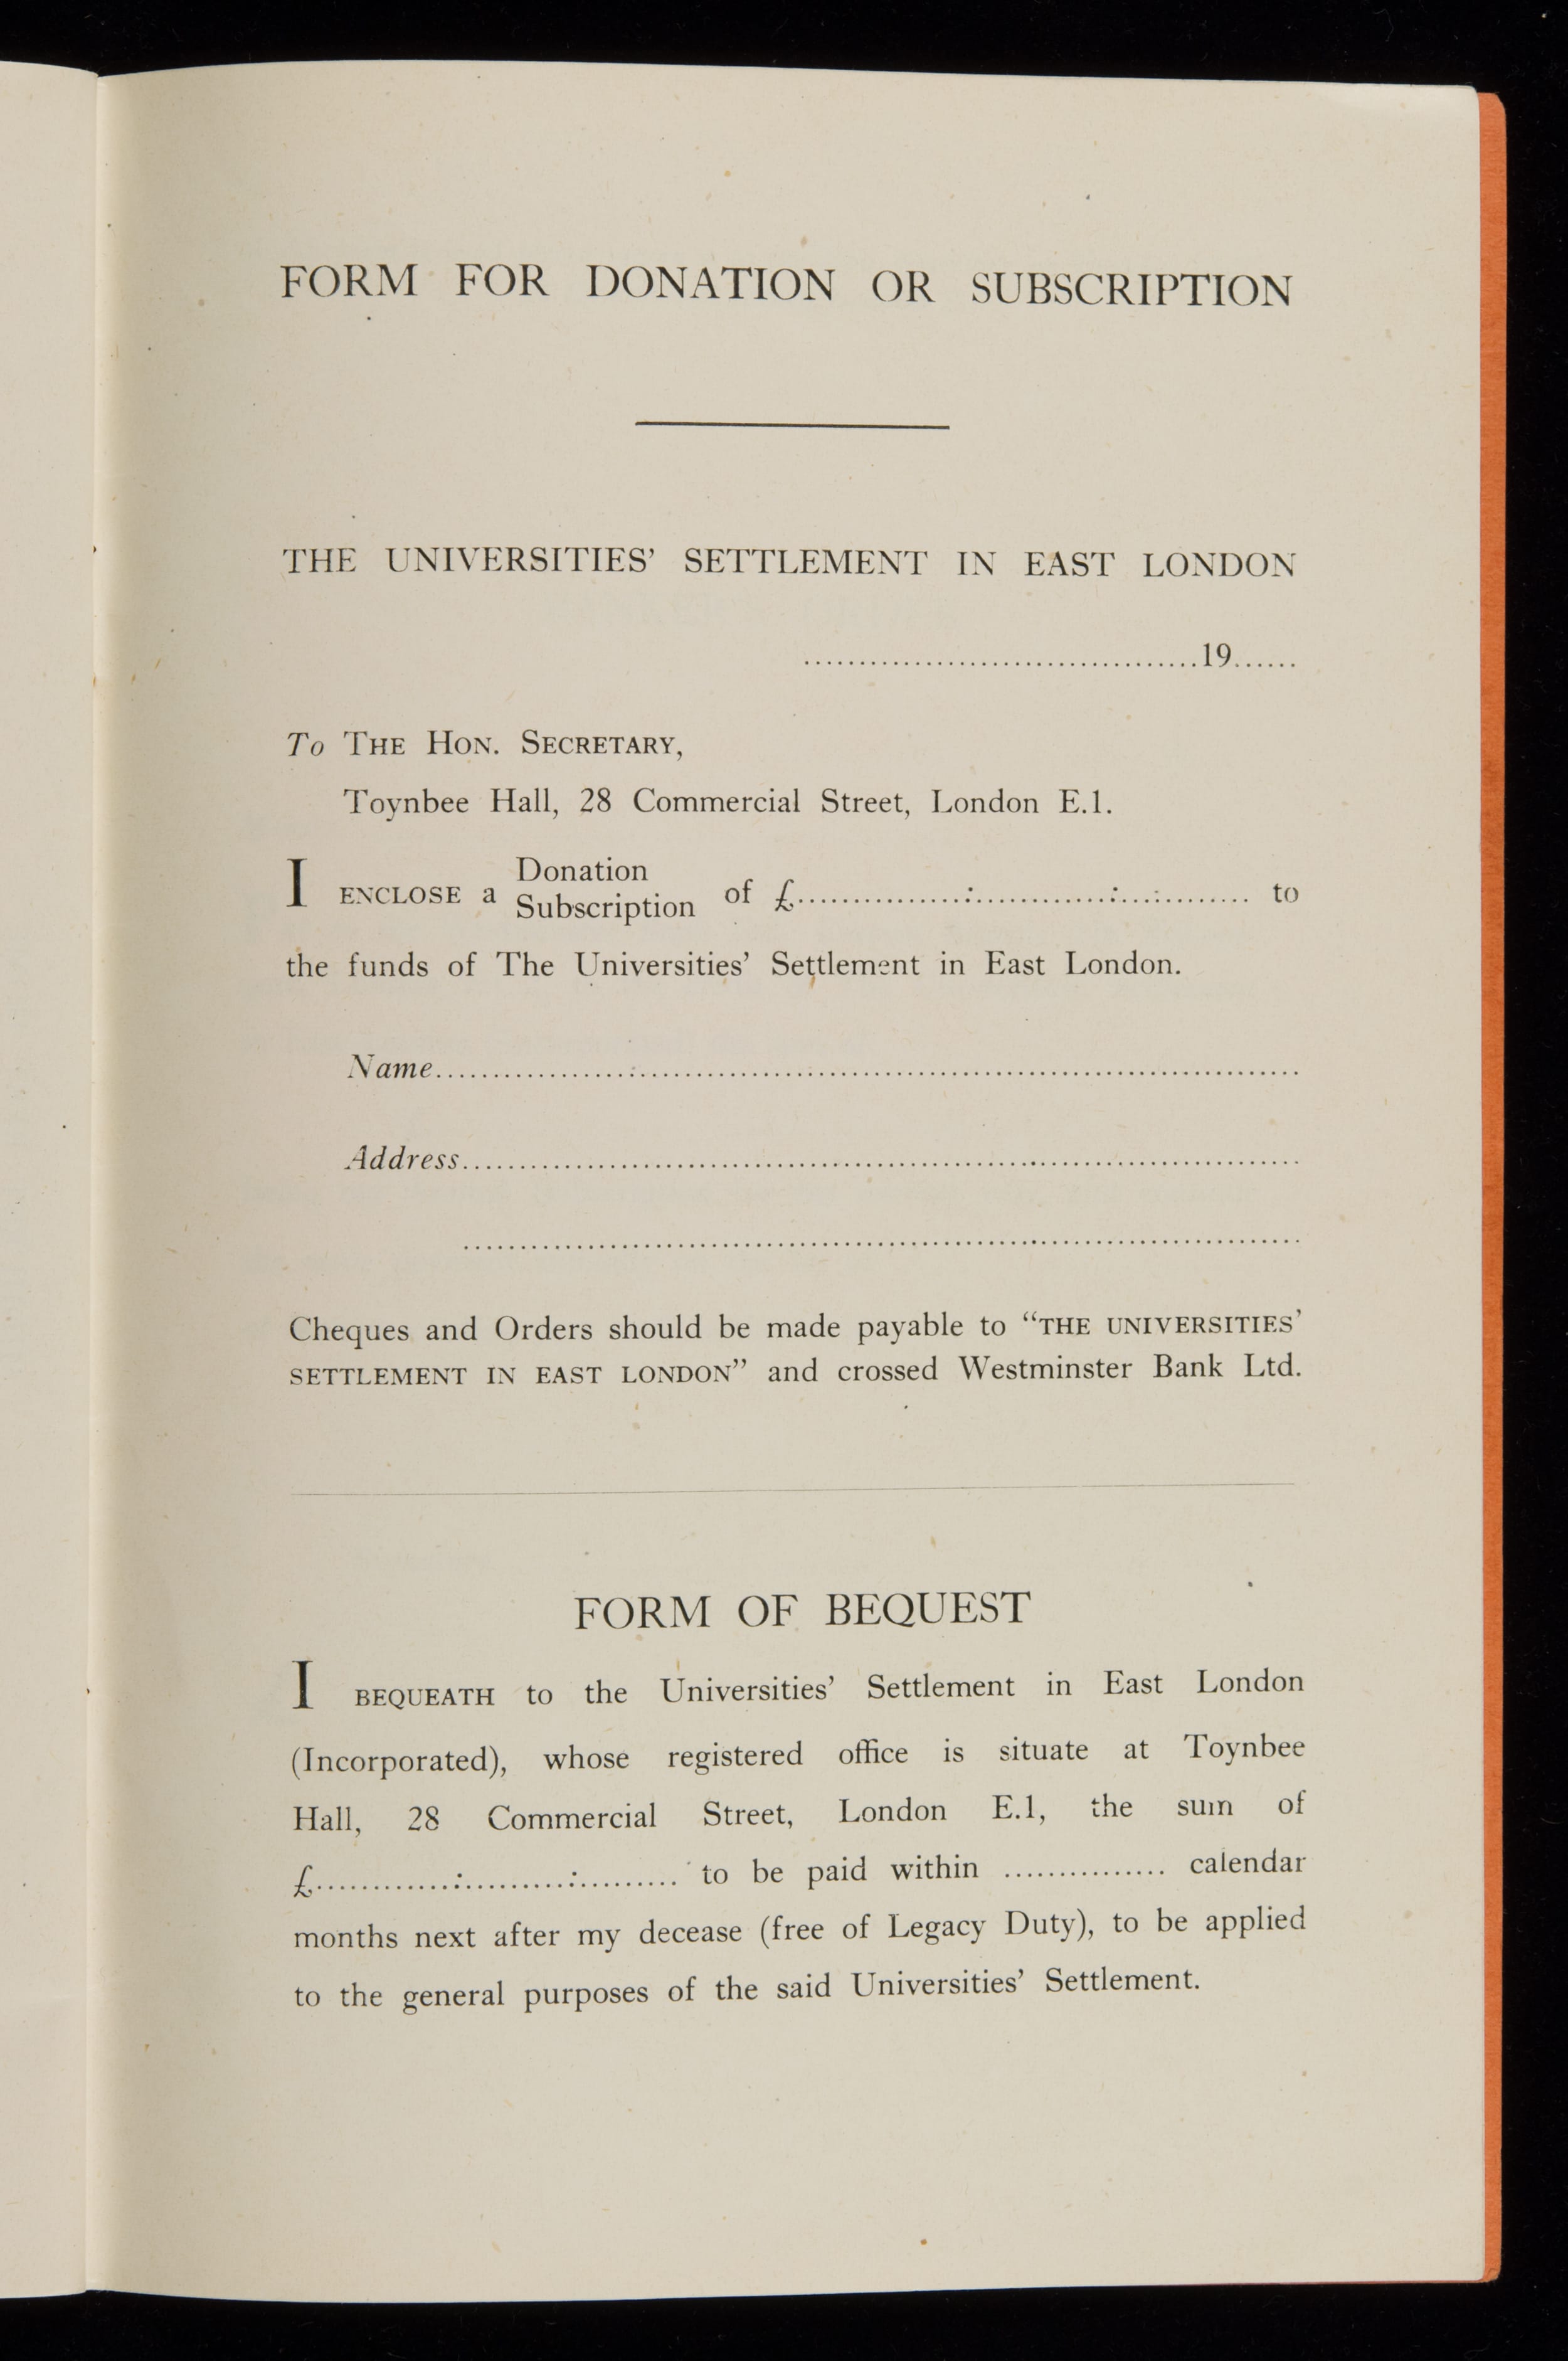 FORM FOR DONATION OR SUBSCRIPTION
THE UNIVERSITIES’ SETTLEMENT IN EAST LONDON
....................................19......
To THE HON. SECRETARY,
Toynbee Hall, 28 Commercial Street, London E.1.
I ENCLOSE a Donation
Subscription of £...............:............:............ to
the funds of The Universities’ Settlement in East London.
Name..............................................................................
Address...........................................................................
...........................................................................
Cheques and Orders should be made payable to “THE UNIVERSITIES’
SETTLEMENT IN EAST LONDON” and crossed Westminster Bank Ltd.
FORM OF BEQUEST
I BEQUEATH to the Universities’ Settlement in East London
(Incorporated), whose registered office is situate at Toynbee
Hall, 28 Commercial Street, London E.1, the sum of
£............:.........:......... to be paid within ............... calendar
months next after my decease (free of Legacy Duty), to be applied
to the general purposes of the said Universities’ Settlement.